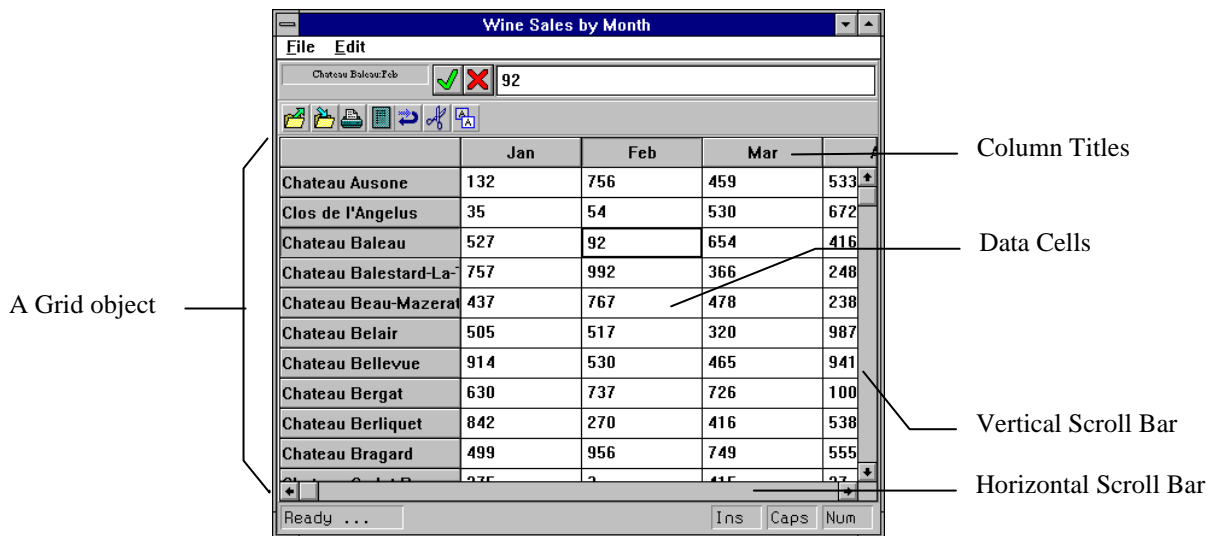 Wine Sales by Month
File Edit
Chateau Baleau:Feb 92
Jan Feb Mar
Chateau Ausone 132 756 459 533
Clos de l'Angelus 35 54 530 672
Chateau Baleau 527 92 654 416
Chateau Balestard-La- 757 992 366 248
Chateau Beau-Mazerat 437 767 478 238
Chateau Belair 505 517 320 987
Chateau Bellevue 914 530 465 941
Chateau Bergat 630 737 726 100
Chateau Berliquet 842 270 416 538
Chateau Bragard 499 956 749 555
Ready ... Ins Caps Num
A Grid object
Column Titles
Data Cells
Vertical Scroll Bar
Horizontal Scroll Bar